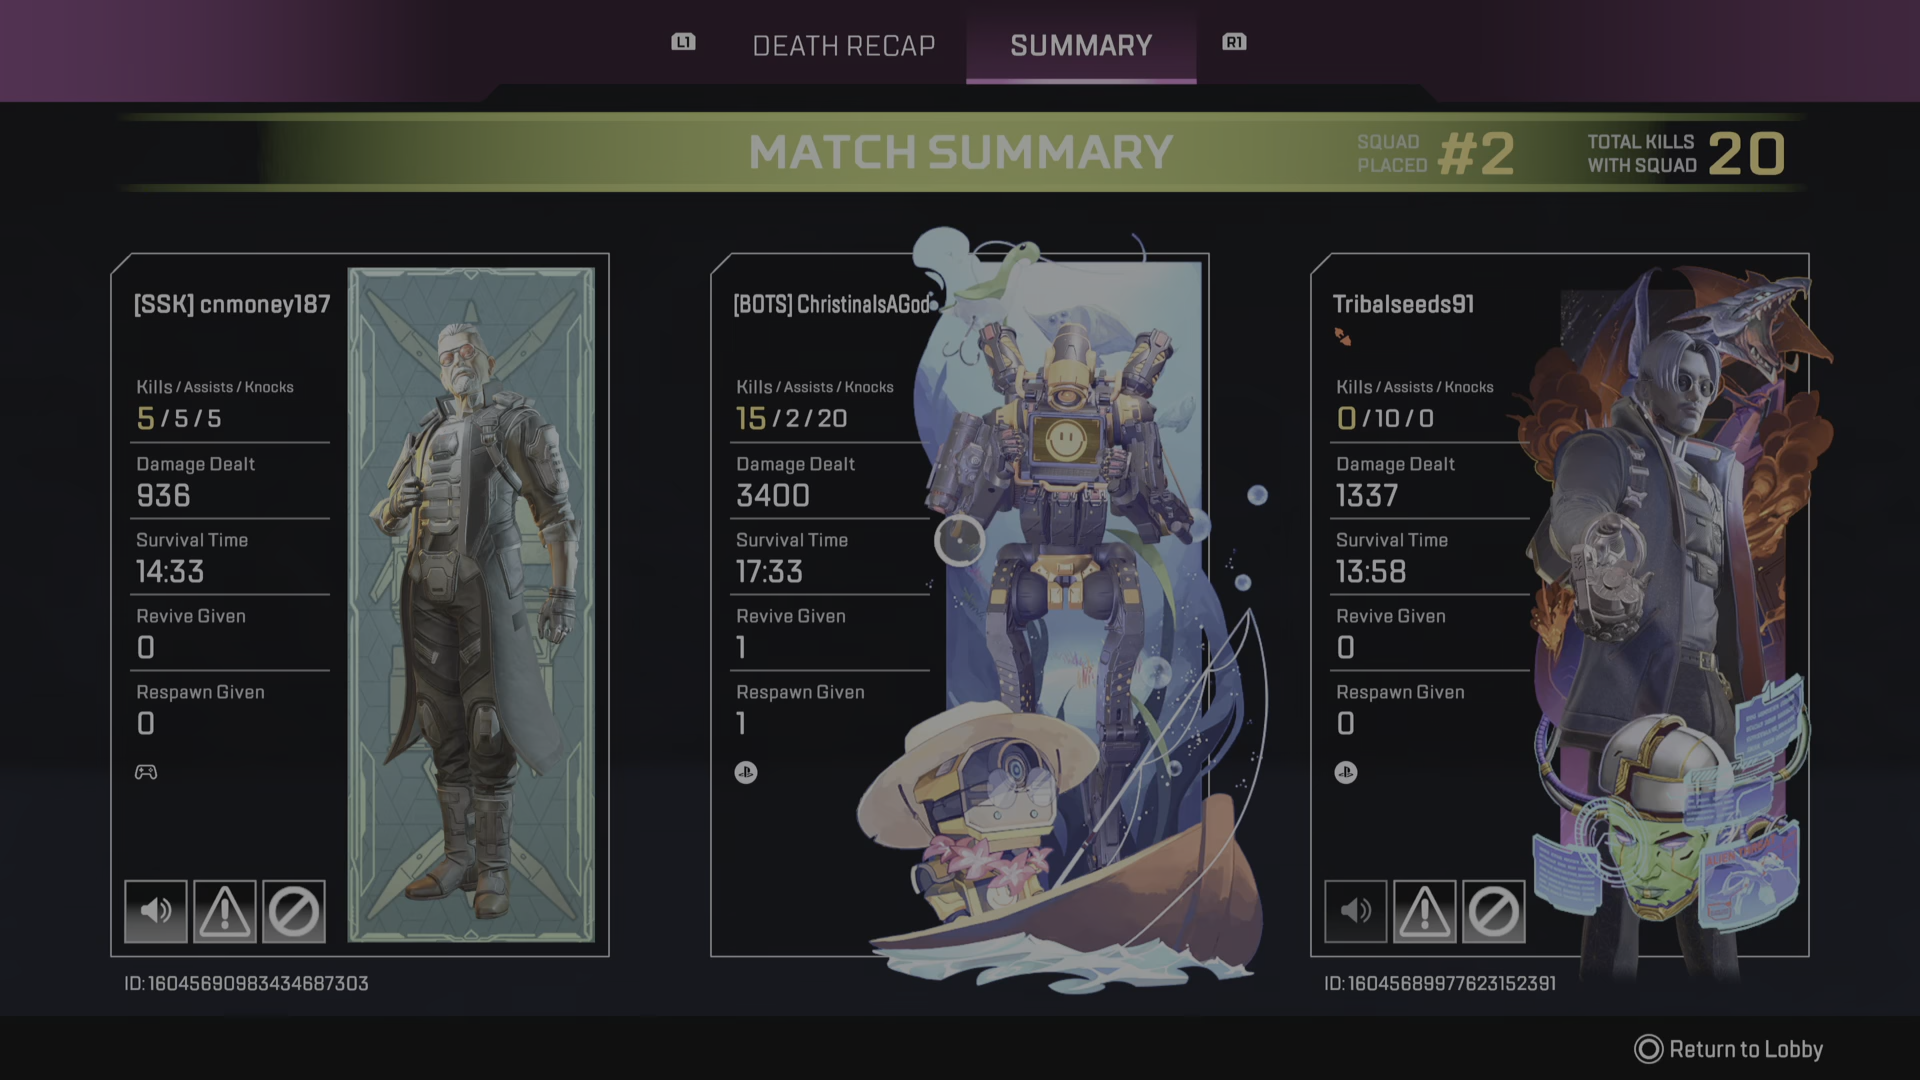 L1 DEATH RECAP SUMMARY R1
MATCH SUMMARY
SQUAD PLACED #2
TOTAL KILLS WITH SQUAD 20
[SSK] cnmoney187
Kills / Assists / Knocks
5 / 5 / 5
Damage Dealt
936
Survival Time
14:33
Revive Given
0
Respawn Given
0
ID: 16045690983434687303
[BOTS] ChristinaIsAGod
Kills / Assists / Knocks
15 / 2 / 20
Damage Dealt
3400
Survival Time
17:33
Revive Given
1
Respawn Given
1
Tribalseeds91
Kills / Assists / Knocks
0 / 10 / 0
Damage Dealt
1337
Survival Time
13:58
Revive Given
0
Respawn Given
0
ID: 16045689977623152391
Return to Lobby